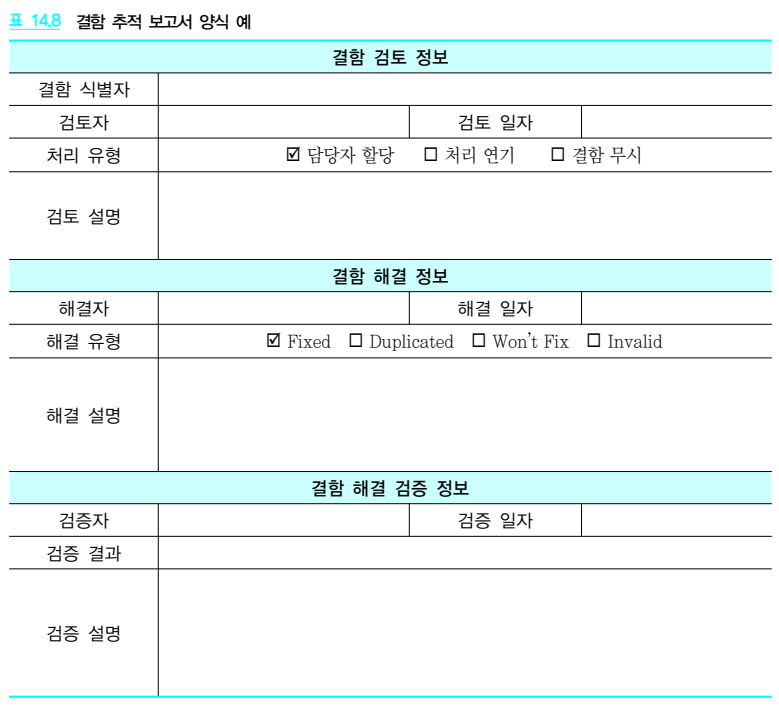 표 14.8 결함 추적 보고서 양식 예
결함 검토 정보
결함 식별자
검토자 검토 일자
처리 유형 ☑ 담당자 할당 ☐ 처리 연기 ☐ 결함 무시
검토 설명
결함 해결 정보
해결자 해결 일자
해결 유형 ☑ Fixed ☐ Duplicated ☐ Won't Fix ☐ Invalid
해결 설명
결함 해결 검증 정보
검증자 검증 일자
검증 결과
검증 설명